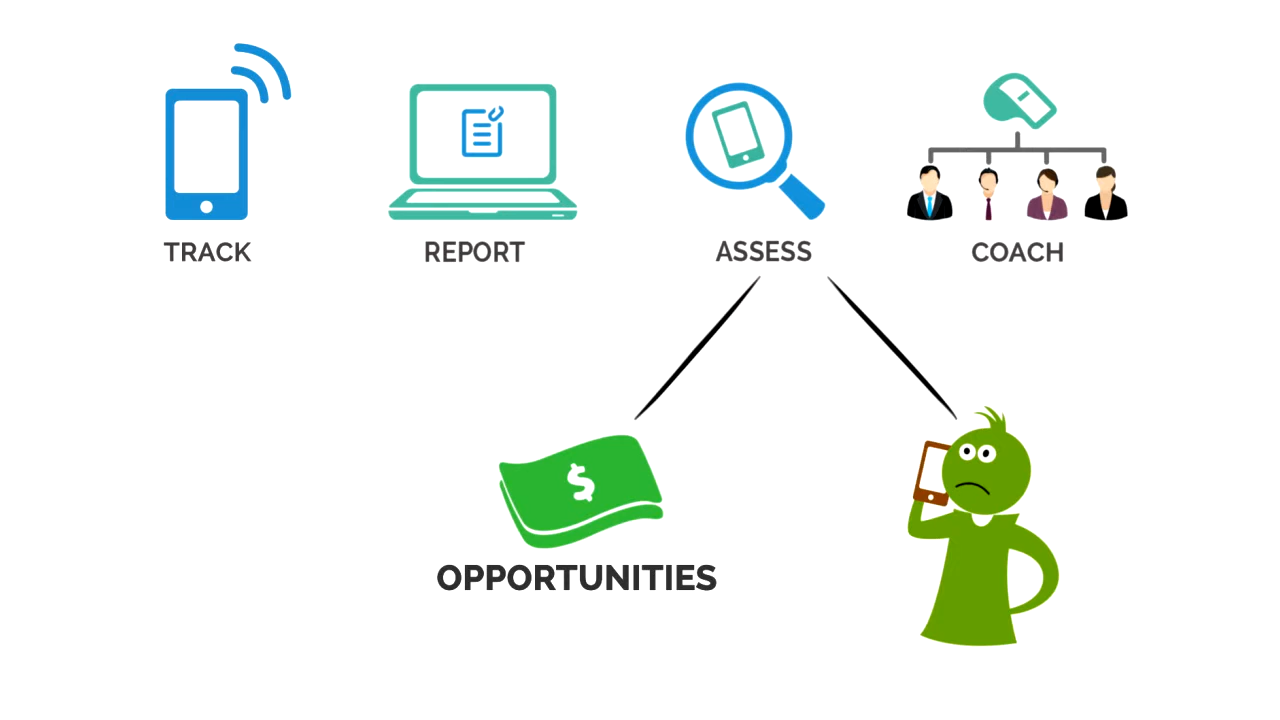 TRACK
REPORT
ASSESS
COACH
$
OPPORTUNITIES